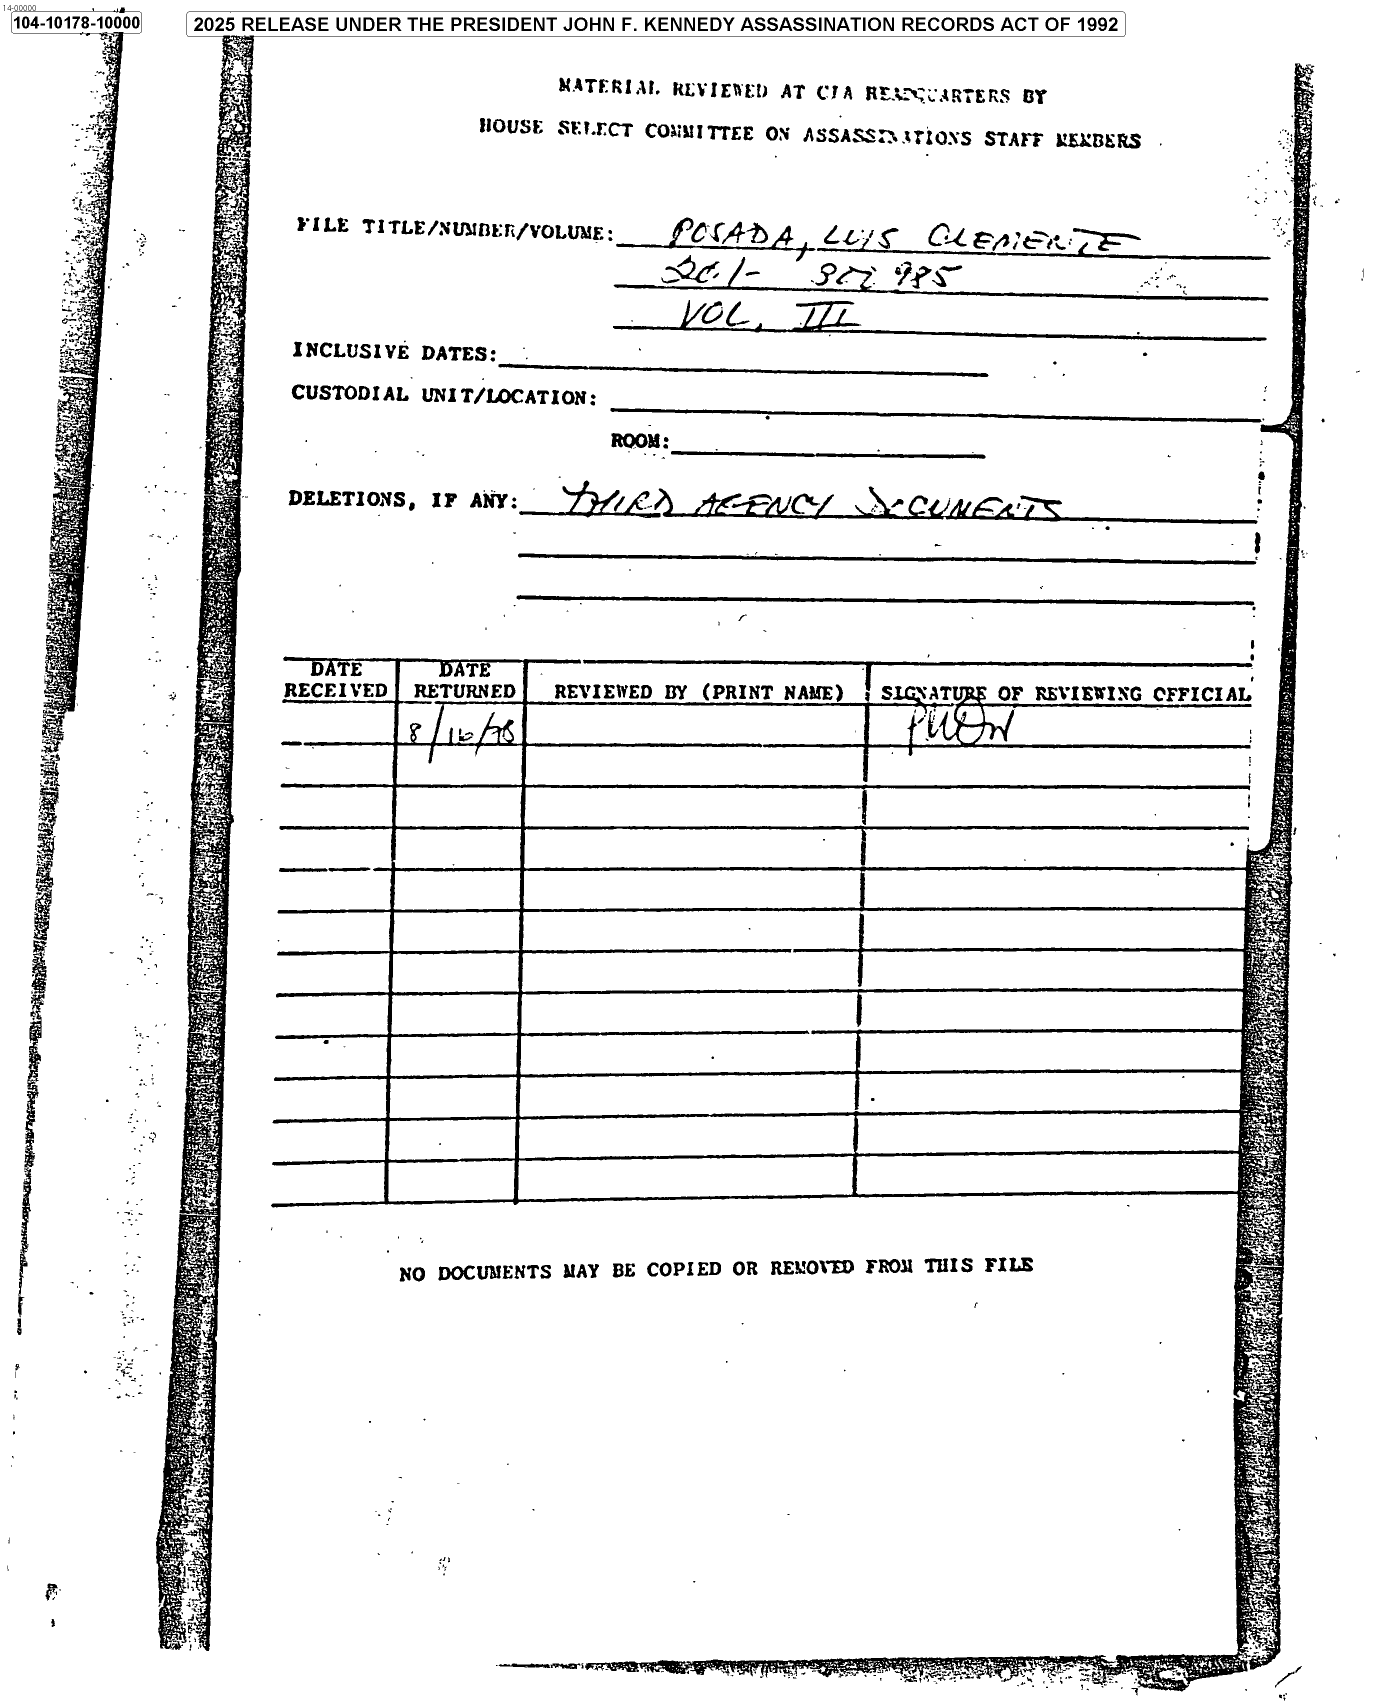 14-00000
104-10178-10000
2025 RELEASE UNDER THE PRESIDENT JOHN F. KENNEDY ASSASSINATION RECORDS ACT OF 1992
MATERIAL REVIEWED AT CIA HEADQUARTERS BY
HOUSE SELECT COMMITTEE ON ASSASSINATIONS STAFF MEMBERS
FILE TITLE/NUMBER/VOLUME: POSADA, LUIS CLEMENTE
201-
VOL. III
INCLUSIVE DATES:
CUSTODIAL UNIT/LOCATION:
ROOM:
DELETIONS, IF ANY: THIRD AGENCY DOCUMENTS
DATE RECEIVED DATE RETURNED REVIEWED BY (PRINT NAME) SIGNATURE OF REVIEWING OFFICIAL
8/16/78
NO DOCUMENTS MAY BE COPIED OR REMOVED FROM THIS FILE